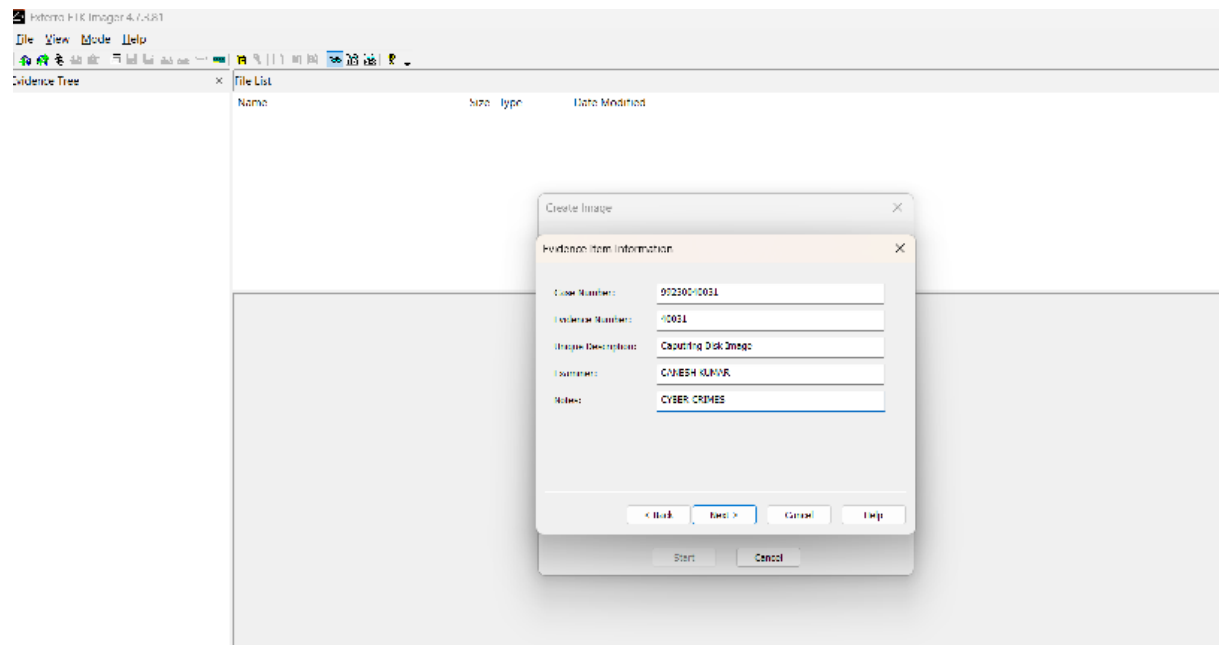 Exterro FTK Imager 4.7.3.81
File View Mode Help
Evidence Tree ×
File List
Name Size Type Date Modified
Create Image
Evidence Item Information
Case Number: 99230040031
Evidence Number: 40031
Unique Description: Caputring Disk Image
Examiner: GANESH KUMAR
Notes: CYBER CRIMES
< Back Next > Cancel Help
Start Cancel